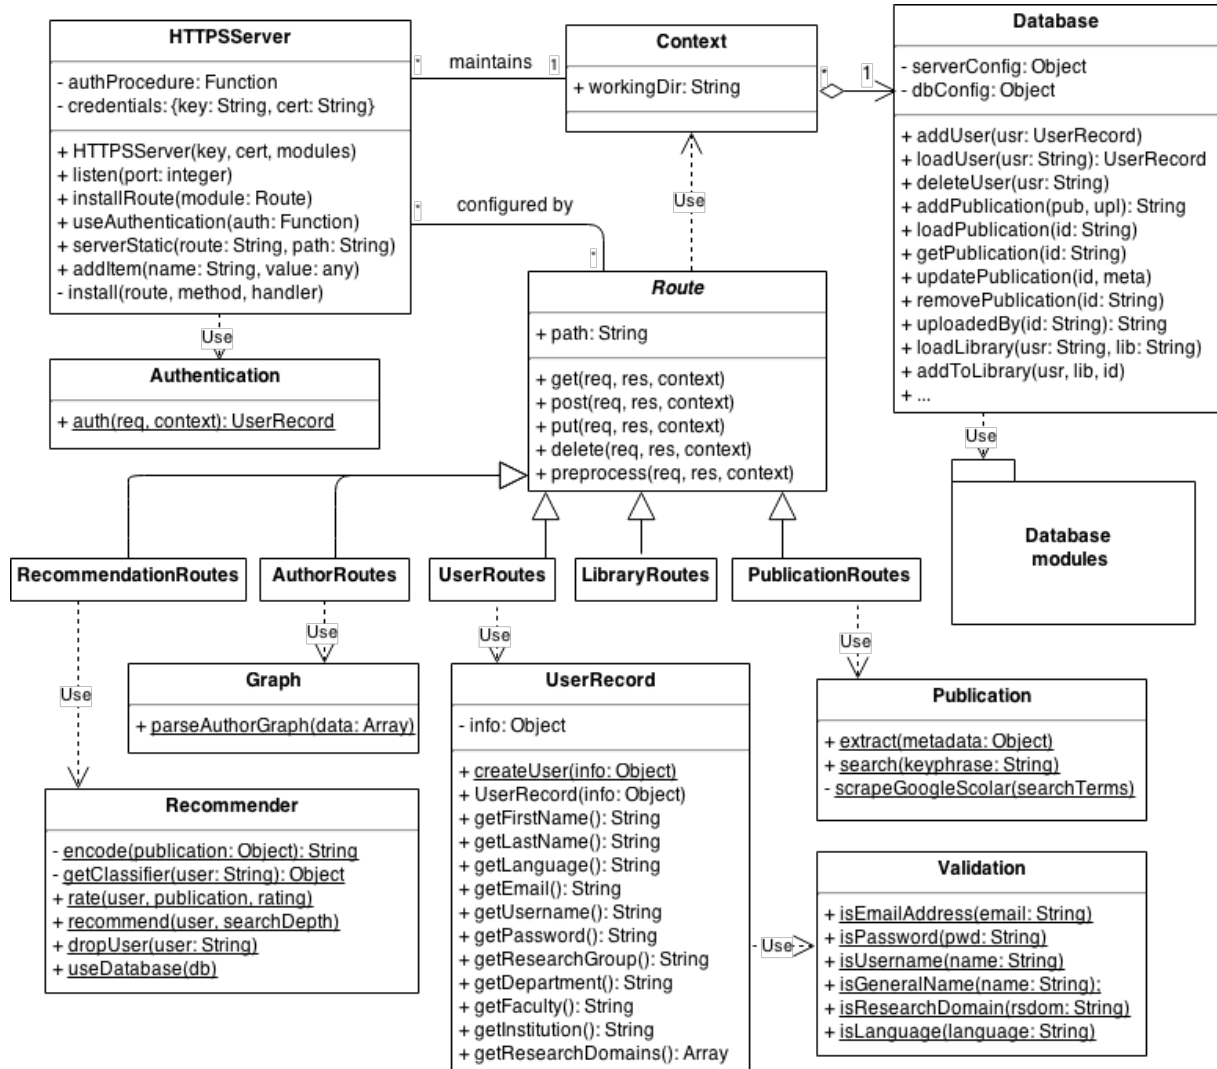 HTTPSServer
- authProcedure: Function
- credentials: {key: String, cert: String}
+ HTTPSServer(key, cert, modules)
+ listen(port: integer)
+ installRoute(module: Route)
+ useAuthentication(auth: Function)
+ serverStatic(route: String, path: String)
+ addItem(name: String, value: any)
- install(route, method, handler)
* maintains 1
Context
+ workingDir: String
* 1
Database
- serverConfig: Object
- dbConfig: Object
+ addUser(usr: UserRecord)
+ loadUser(usr: String): UserRecord
+ deleteUser(usr: String)
+ addPublication(pub, upl): String
+ loadPublication(id: String)
+ getPublication(id: String)
+ updatePublication(id, meta)
+ removePublication(id: String)
+ uploadedBy(id: String): String
+ loadLibrary(usr: String, lib: String)
+ addToLibrary(usr, lib, id)
+ ...
Use
* configured by
*
Use
Authentication
+ auth(req, context): UserRecord
Route
+ path: String
+ get(req, res, context)
+ post(req, res, context)
+ put(req, res, context)
+ delete(req, res, context)
+ preprocess(req, res, context)
Use
Database
modules
RecommendationRoutes
AuthorRoutes
UserRoutes
LibraryRoutes
PublicationRoutes
Use
Use
Use
Use
Graph
+ parseAuthorGraph(data: Array)
Recommender
- encode(publication: Object): String
- getClassifier(user: String): Object
+ rate(user, publication, rating)
+ recommend(user, searchDepth)
+ dropUser(user: String)
+ useDatabase(db)
UserRecord
- info: Object
+ createUser(info: Object)
+ UserRecord(info: Object)
+ getFirstName(): String
+ getLastName(): String
+ getLanguage(): String
+ getEmail(): String
+ getUsername(): String
+ getPassword(): String
+ getResearchGroup(): String
+ getDepartment(): String
+ getFaculty(): String
+ getInstitution(): String
+ getResearchDomains(): Array
Use
Publication
+ extract(metadata: Object)
+ search(keyphrase: String)
- scrapeGoogleScolar(searchTerms)
Validation
+ isEmailAddress(email: String)
+ isPassword(pwd: String)
+ isUsername(name: String)
+ isGeneralName(name: String);
+ isResearchDomain(rsdom: String)
+ isLanguage(language: String)